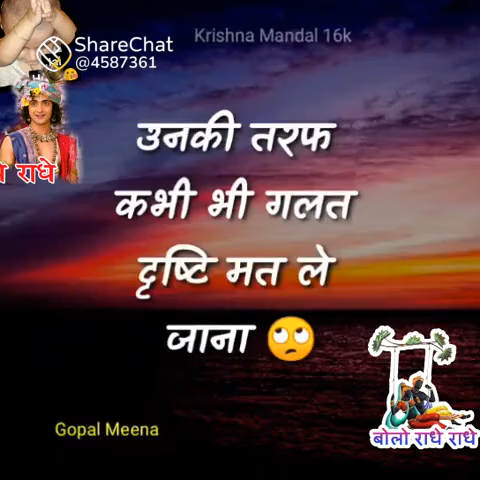 ShareChat
@4587361
Krishna Mandal 16k
राधे
उनकी तरफ
कभी भी गलत
दृष्टि मत ले
जाना 🙄
Gopal Meena
बोलो राधे राधे